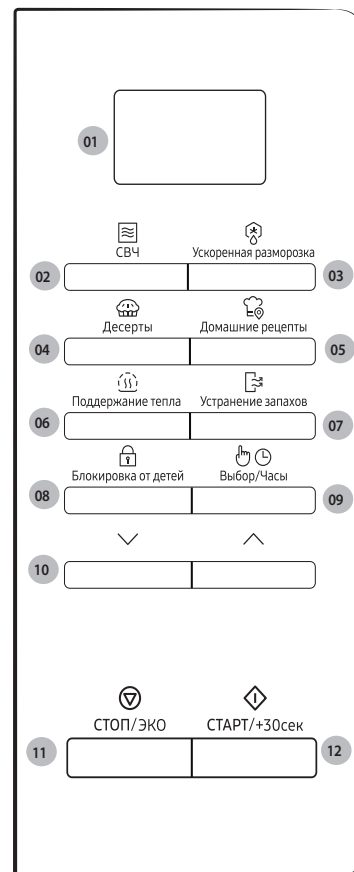 01
СВЧ Ускоренная разморозка
02 03
Десерты Домашние рецепты
04 05
Поддержание тепла Устранение запахов
06 07
Блокировка от детей Выбор/Часы
08 09
10
СТОП/ЭКО СТАРТ/+30сек
11 12